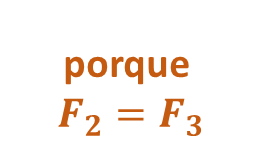 porque
F₂ = F₃